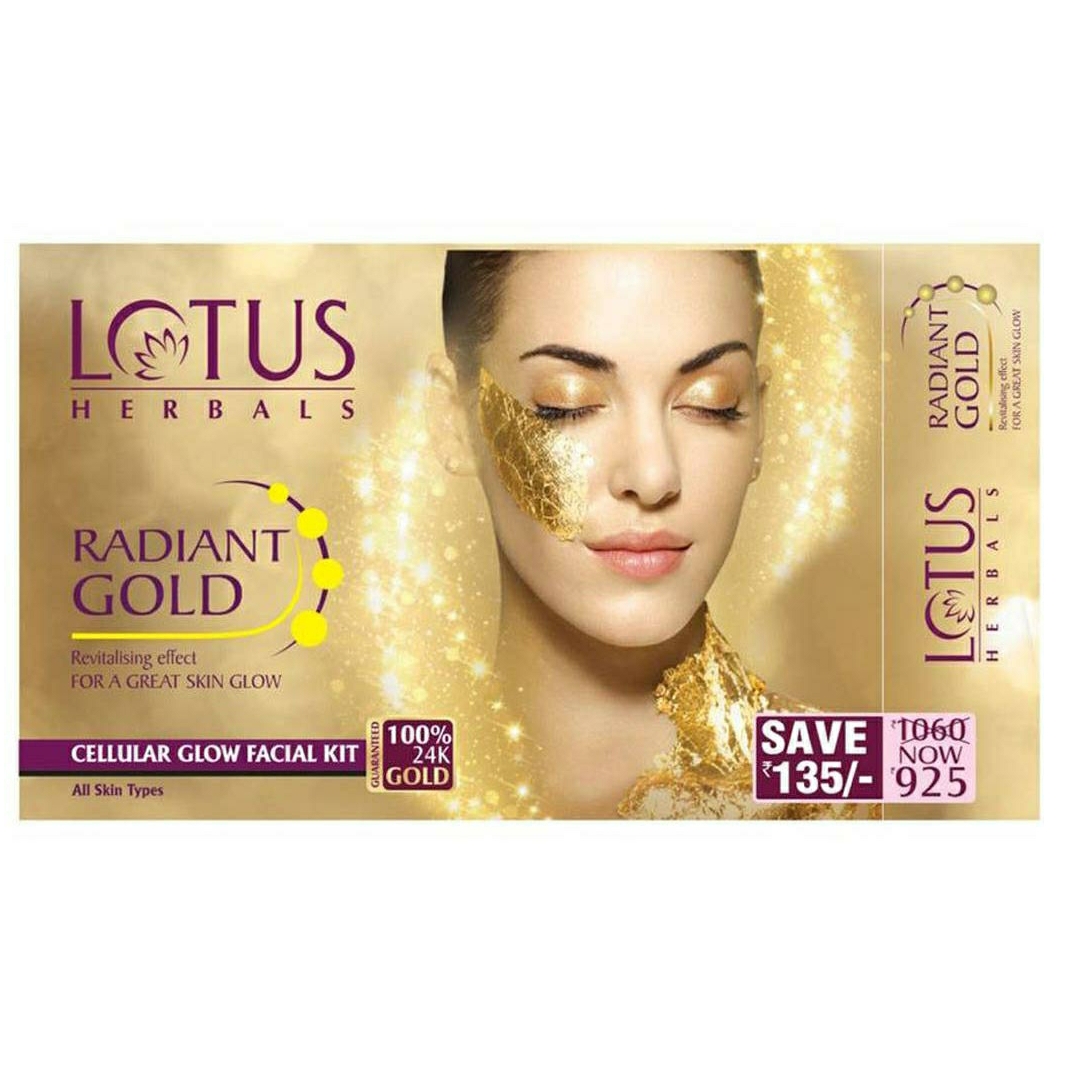 LOTUS
HERBALS
RADIANT
GOLD
Revitalising effect
FOR A GREAT SKIN GLOW
CELLULAR GLOW FACIAL KIT
All Skin Types
GUARANTEED
100%
24K
GOLD
SAVE
₹135/-
₹1060
NOW
₹925
RADIANT
GOLD
Revitalising effect
FOR A GREAT SKIN GLOW
LOTUS
HERBALS